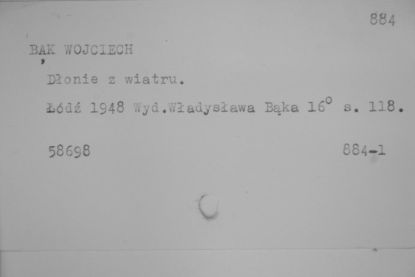 884
BĄK WOJCIECH
Dłonie z wiatru.
Łódź 1948 Wyd.Władysława Bąka 16° s. 118.
58698 884-1